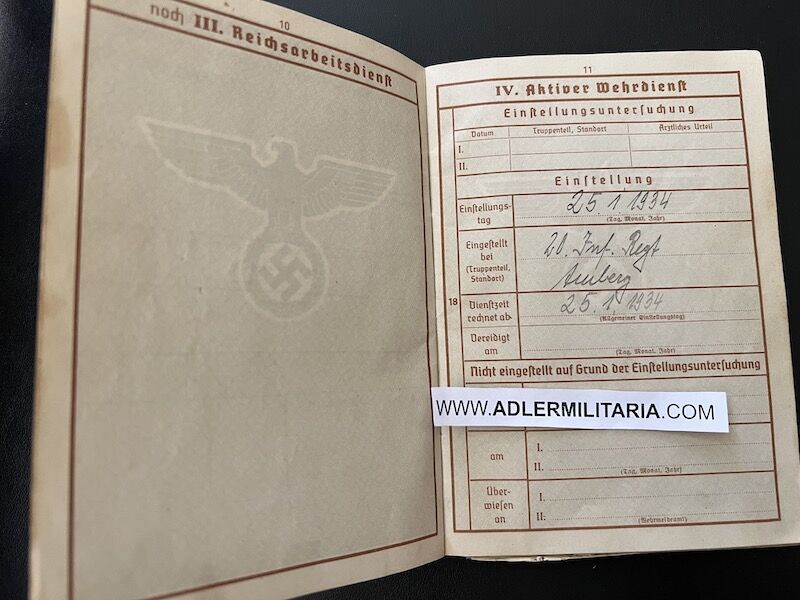 10
noch III. Reichsarbeitsdienst
11
IV. Aktiver Wehrdienst
Einstellungsuntersuchung
Datum Truppenteil, Standort Ärztliches Urteil
I.
II.
Einstellung
Einstellungs-
tag
25. 1. 1934
(Tag, Monat, Jahr)
Eingestellt
bei
(Truppenteil,
Standort)
20. Inf. Regt
Amberg
18
Dienstzeit
rechnet ab
25. 1. 1934
(Allgemeiner Einstellungstag)
Vereidigt
am
(Tag, Monat, Jahr)
Nicht eingestellt auf Grund der Einstellungsuntersuchung
WWW.ADLERMILITARIA.COM
am
I.
II.
(Tag, Monat, Jahr)
Über-
wiesen
an
I.
II.
(Wehrmeldeamt)